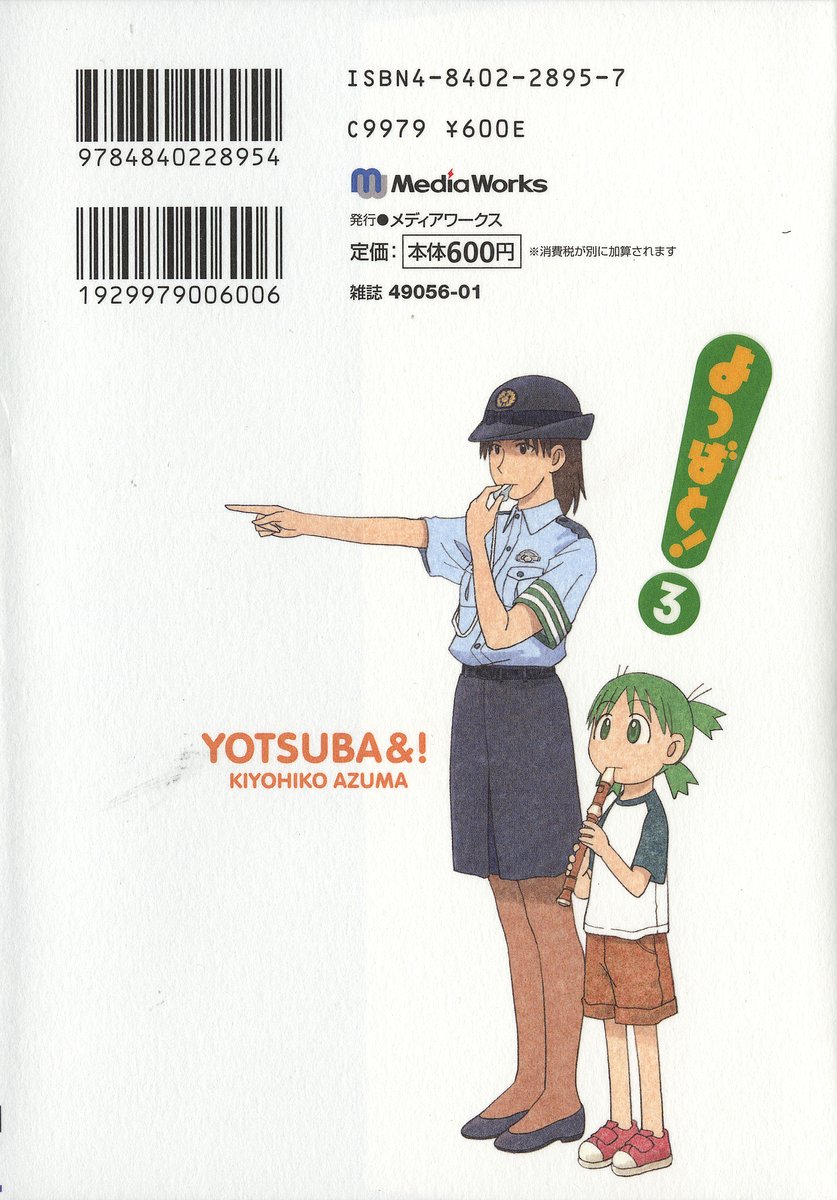 9784840228954
1929979006006
ISBN4-8402-2895-7
C9979 ¥600E
MediaWorks
発行●メディアワークス
定価: 本体600円 ※消費税が別に加算されます
雑誌 49056-01
よつばと!
3
YOTSUBA&!
KIYOHIKO AZUMA